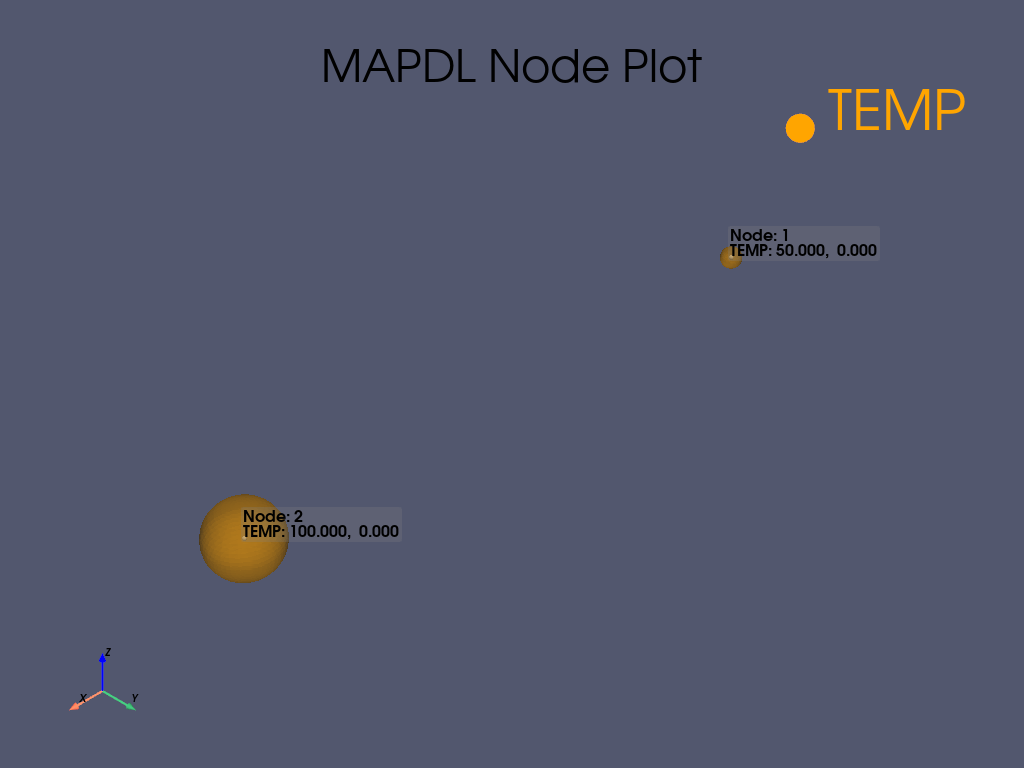 MAPDL Node Plot
TEMP
Node: 1
TEMP: 50.000,  0.000
Node: 2
TEMP: 100.000,  0.000
Z
X
Y